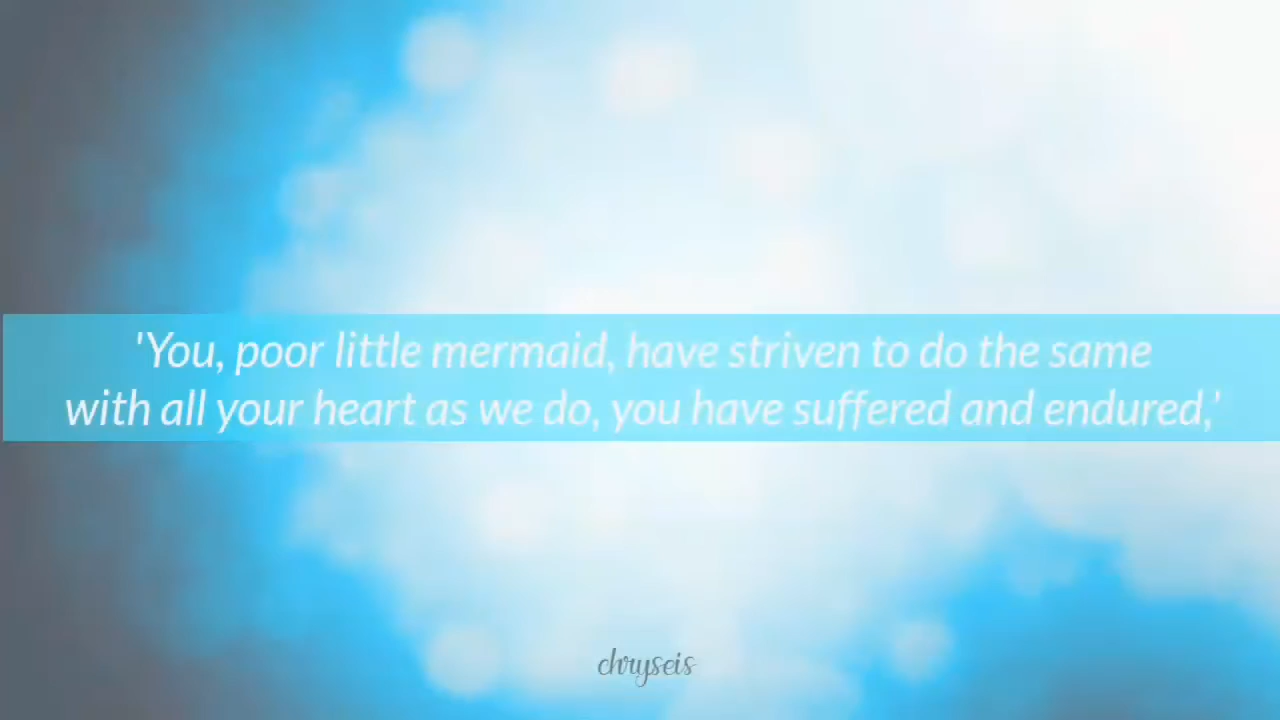 'You, poor little mermaid, have striven to do the same
with all your heart as we do, you have suffered and endured,'
chryseis